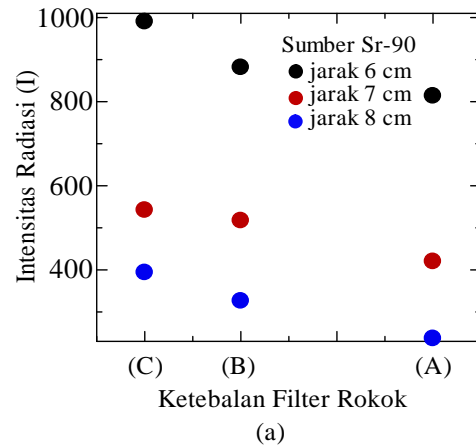 1000
800
600
400
Intensitas Radiasi (I)
Sumber Sr-90
jarak 6 cm
jarak 7 cm
jarak 8 cm
(C) (B) (A)
Ketebalan Filter Rokok
(a)